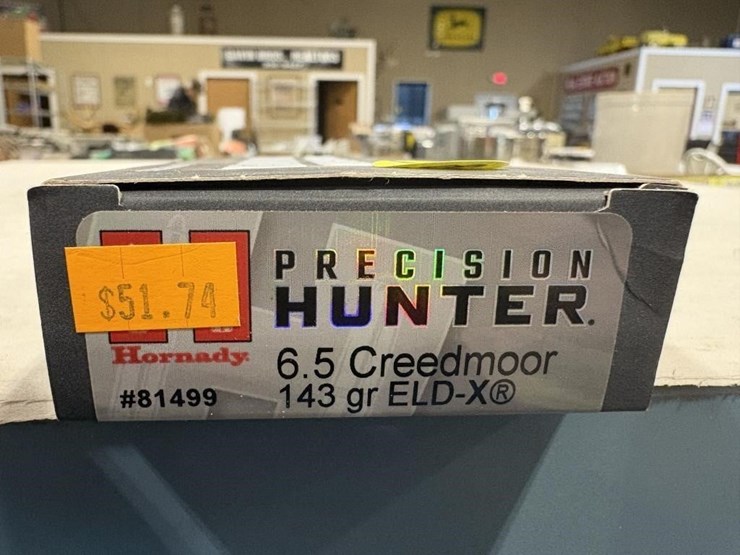 $51.74
PRECISION
HUNTER.
Hornady.
6.5 Creedmoor
#81499
143 gr ELD-X®